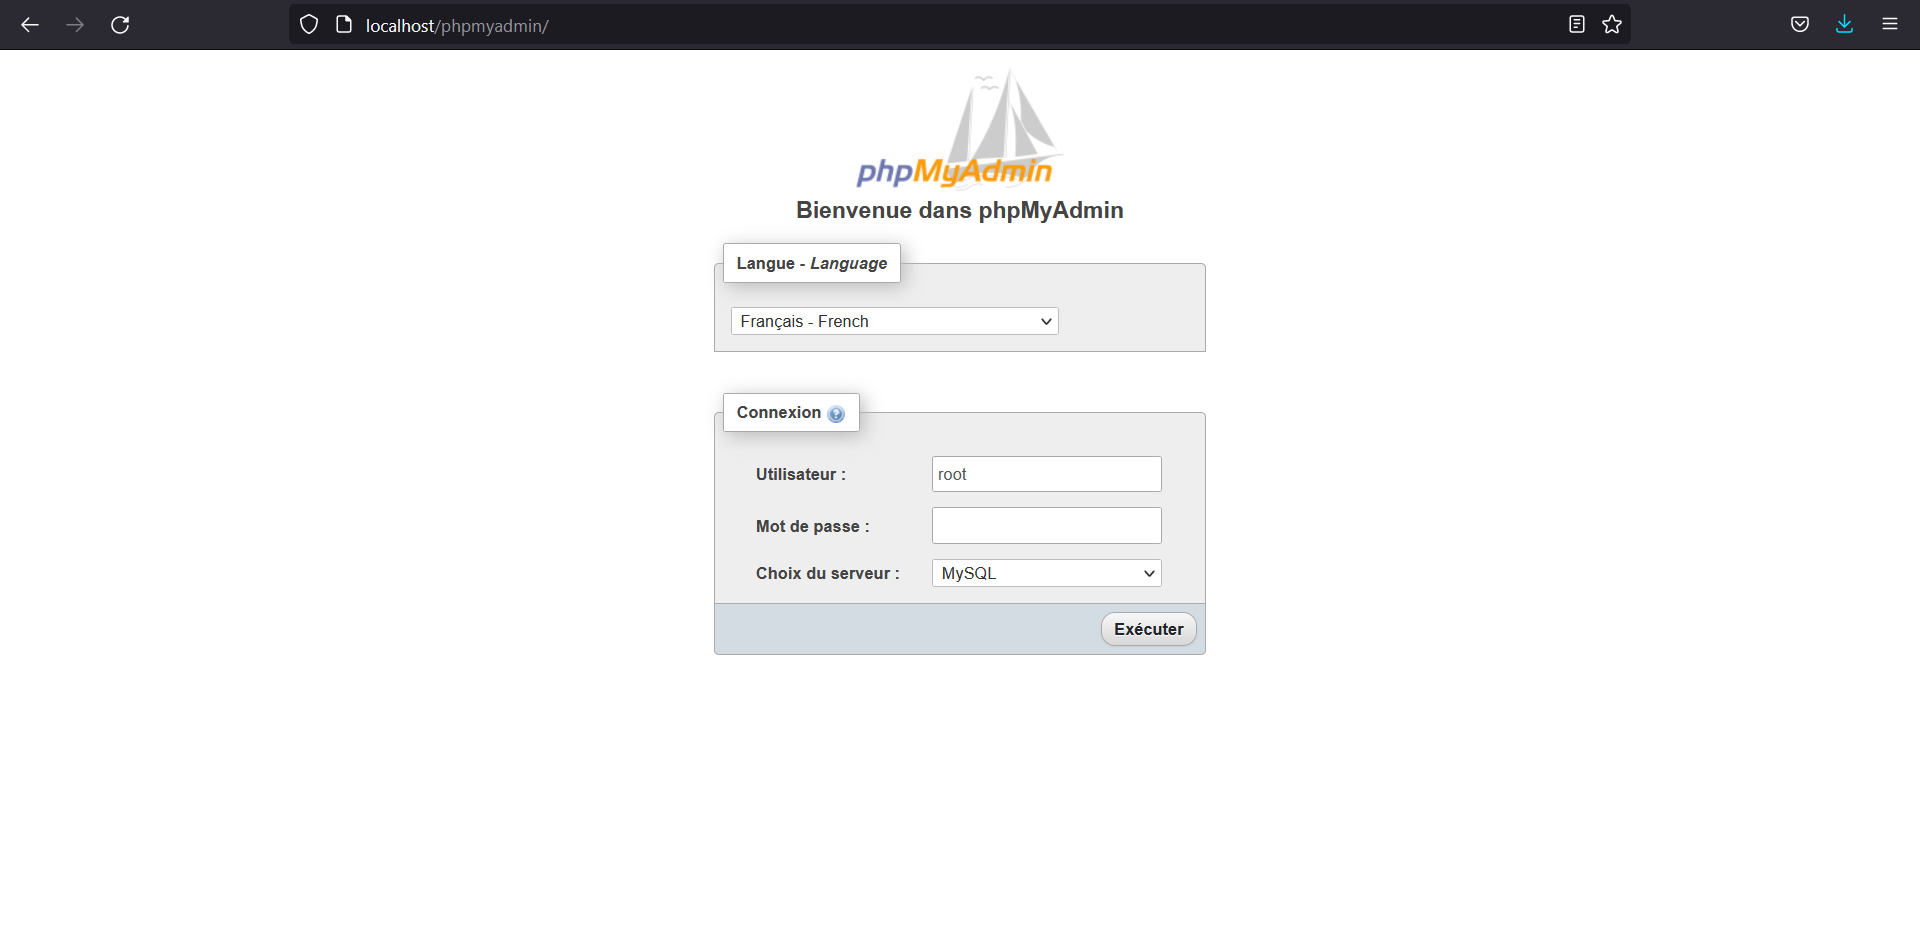 localhost/phpmyadmin/
phpMyAdmin
Bienvenue dans phpMyAdmin
Langue - Language
Français - French
Connexion
Utilisateur : root
Mot de passe :
Choix du serveur : MySQL
Exécuter